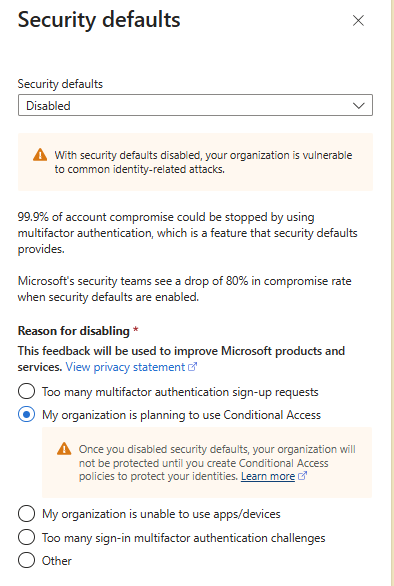 Security defaults
Security defaults
Disabled
With security defaults disabled, your organization is vulnerable
to common identity-related attacks.
99.9% of account compromise could be stopped by using
multifactor authentication, which is a feature that security defaults
provides.
Microsoft's security teams see a drop of 80% in compromise rate
when security defaults are enabled.
Reason for disabling *
This feedback will be used to improve Microsoft products and
services. View privacy statement
Too many multifactor authentication sign-up requests
My organization is planning to use Conditional Access
Once you disabled security defaults, your organization will
not be protected until you create Conditional Access
policies to protect your identities. Learn more
My organization is unable to use apps/devices
Too many sign-in multifactor authentication challenges
Other